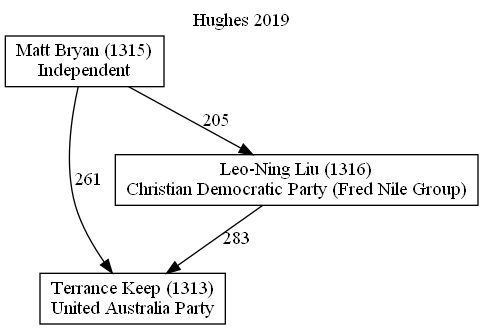 Hughes 2019
Matt Bryan (1315)
Independent
205
Leo-Ning Liu (1316)
Christian Democratic Party (Fred Nile Group)
261
283
Terrance Keep (1313)
United Australia Party